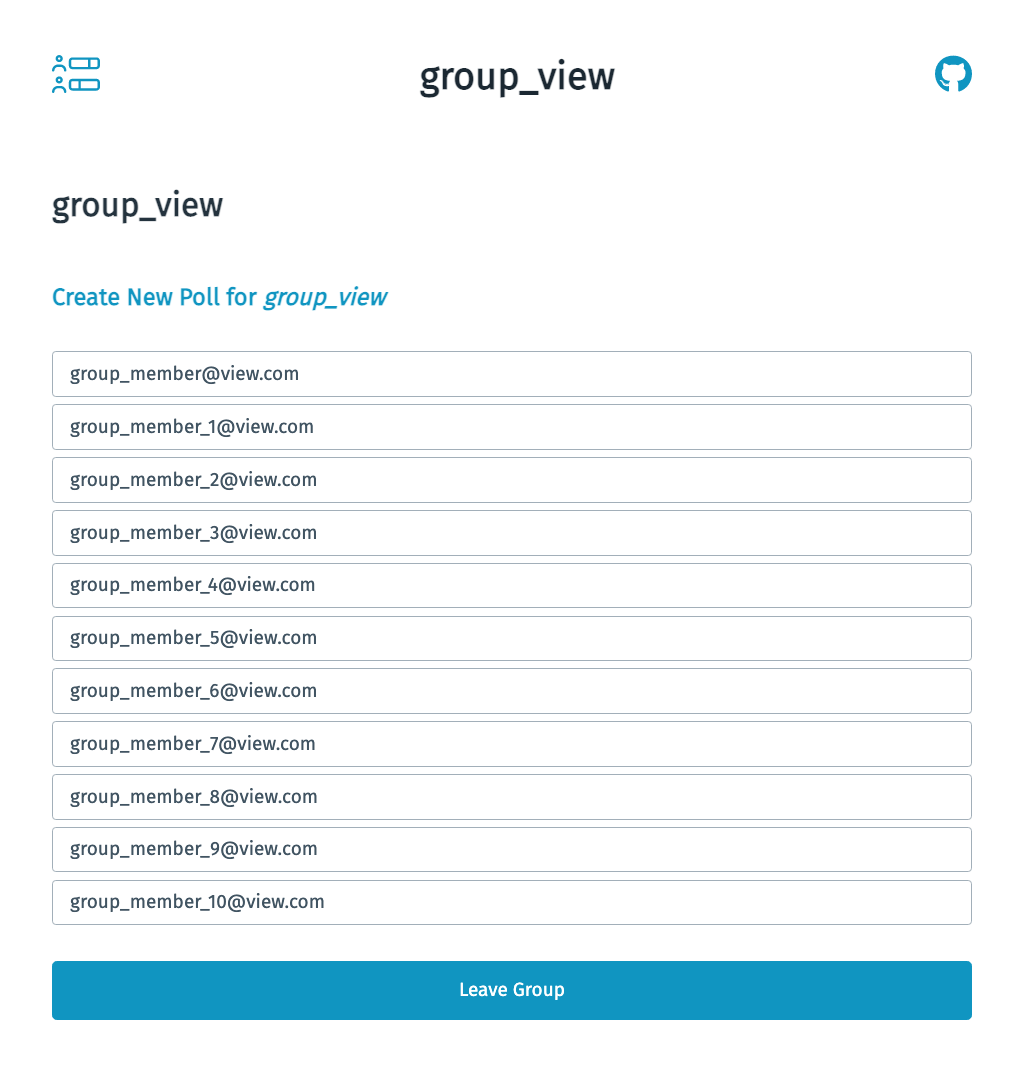 group_view
group_view
Create New Poll for group_view
group_member@view.com
group_member_1@view.com
group_member_2@view.com
group_member_3@view.com
group_member_4@view.com
group_member_5@view.com
group_member_6@view.com
group_member_7@view.com
group_member_8@view.com
group_member_9@view.com
group_member_10@view.com
Leave Group